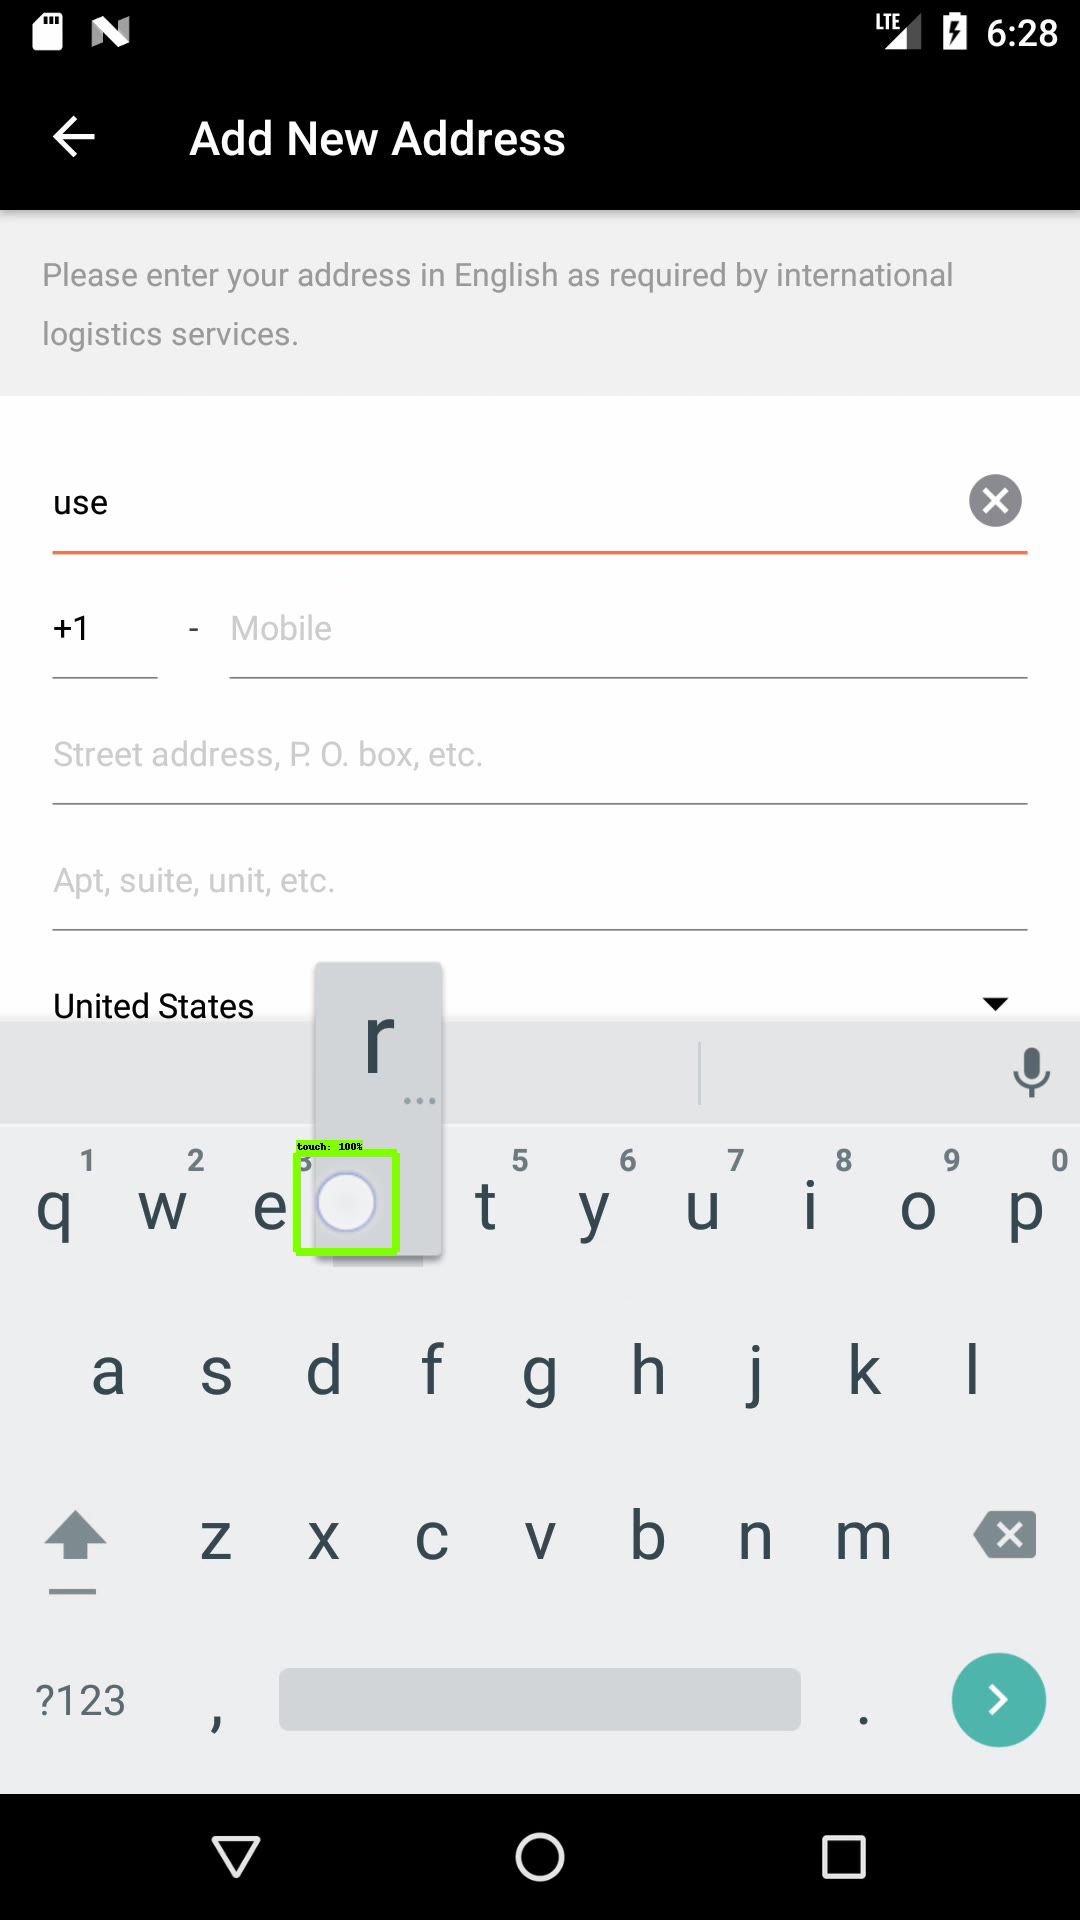 LTE 6:28
Add New Address
Please enter your address in English as required by international
logistics services.
use
+1 - Mobile
Street address, P. O. box, etc.
Apt, suite, unit, etc.
United States
r
...
touch: 100%
1 2 3 5 6 7 8 9 0
q w e t y u i o p
a s d f g h j k l
z x c v b n m
?123 , .